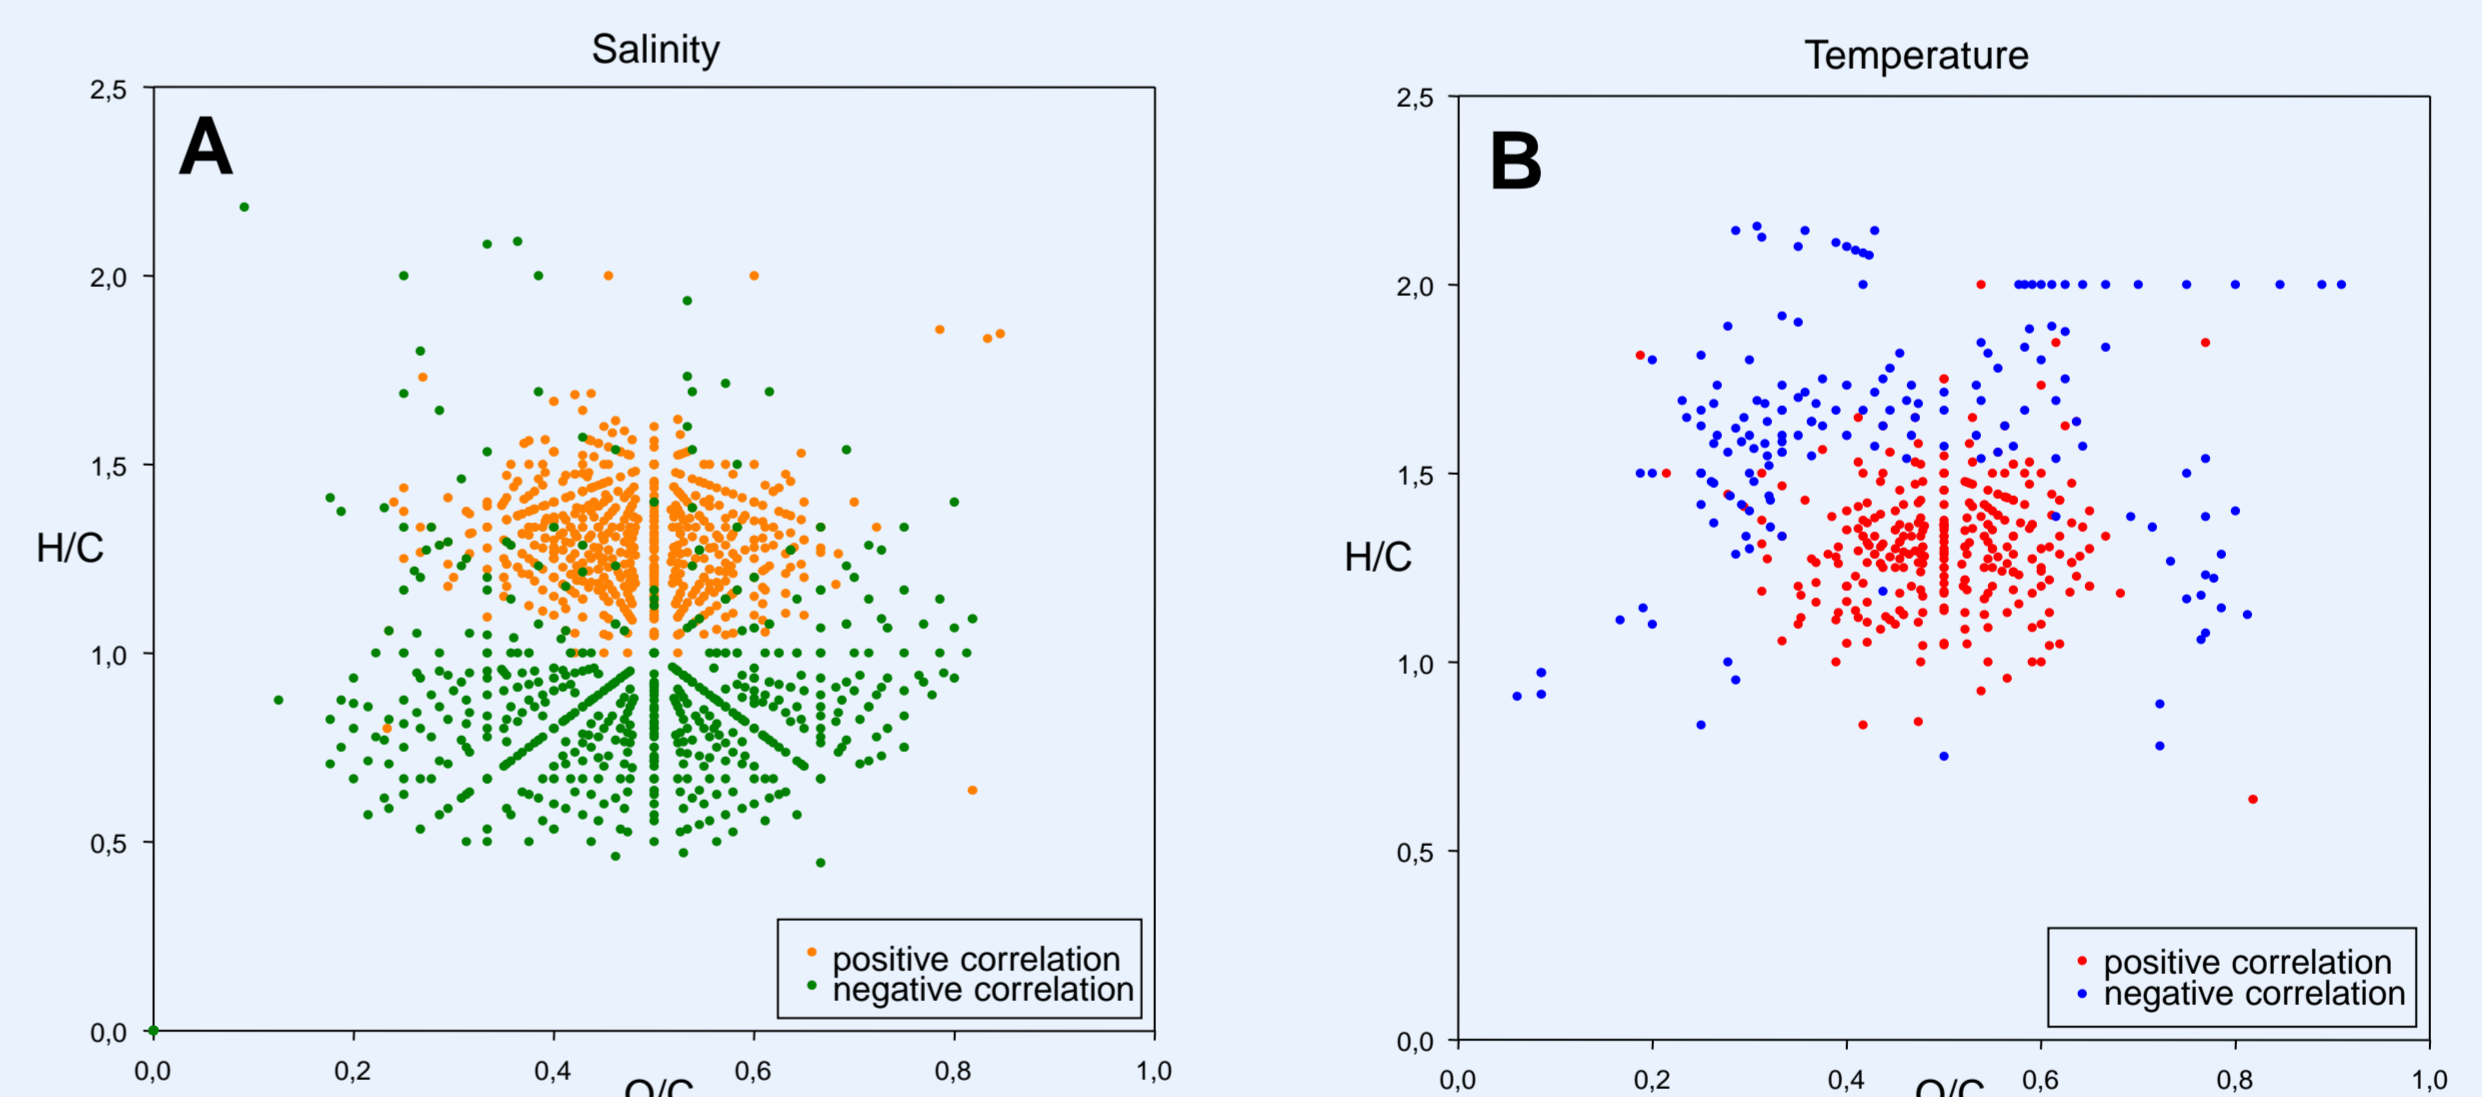 Salinity
A
2,5
2,0
1,5
H/C
1,0
0,5
0,0
0,0 0,2 0,4 0,6 0,8 1,0
O/C
positive correlation
negative correlation
Temperature
B
2,5
2,0
1,5
H/C
1,0
0,5
0,0
0,0 0,2 0,4 0,6 0,8 1,0
O/C
positive correlation
negative correlation